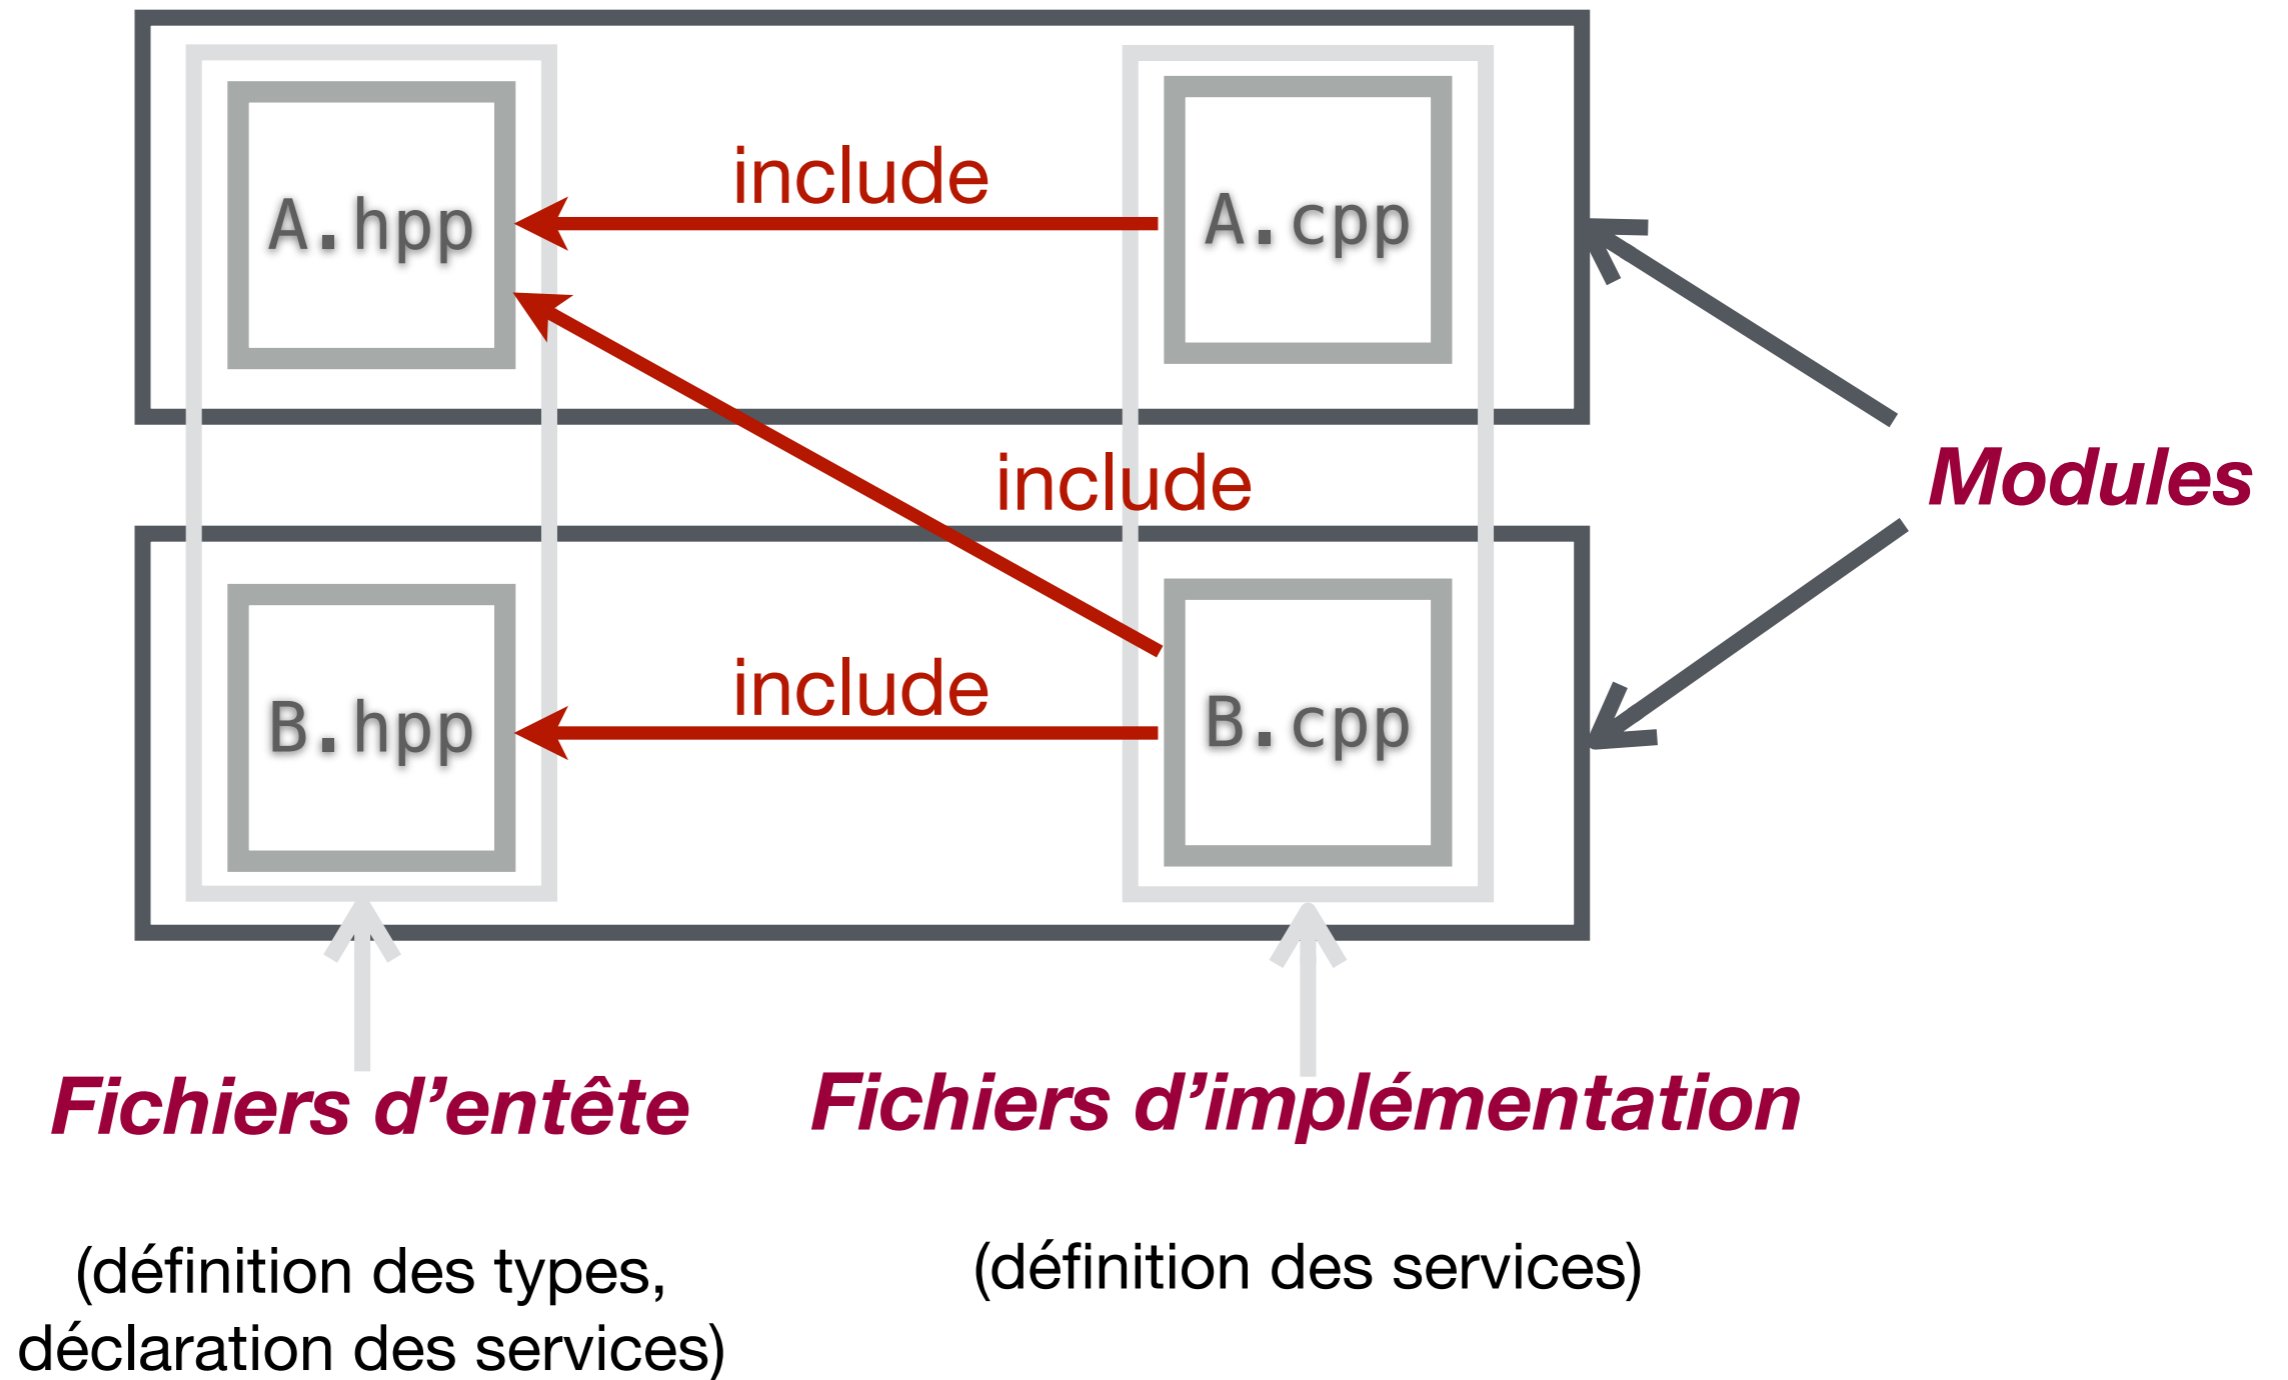 include
A.hpp
A.cpp
include
Modules
include
B.hpp
B.cpp
Fichiers d’entête
Fichiers d’implémentation
(définition des types,
déclaration des services)
(définition des services)